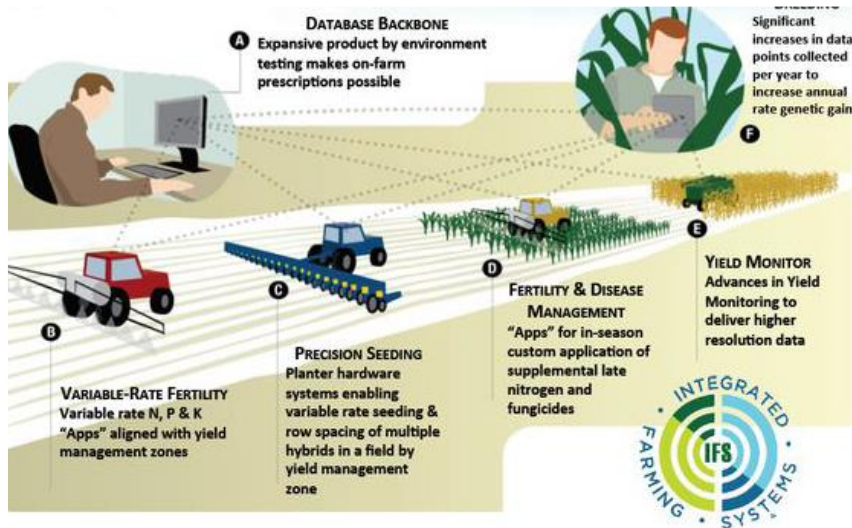 DATABASE BACKBONE
A
Expansive product by environment
testing makes on-farm
prescriptions possible
BREEDING
Significant
increases in data
points collected
per year to
increase annual
rate genetic gain
F
B
VARIABLE-RATE FERTILITY
Variable rate N, P & K
“Apps” aligned with yield
management zones
C
PRECISION SEEDING
Planter hardware
systems enabling
variable rate seeding &
row spacing of multiple
hybrids in a field by
yield management
zone
D
FERTILITY & DISEASE
MANAGEMENT
“Apps” for in-season
custom application of
supplemental late
nitrogen and
fungicides
E
YIELD MONITOR
Advances in Yield
Monitoring to
deliver higher
resolution data
INTEGRATED
FARMING
SYSTEMS
IFS